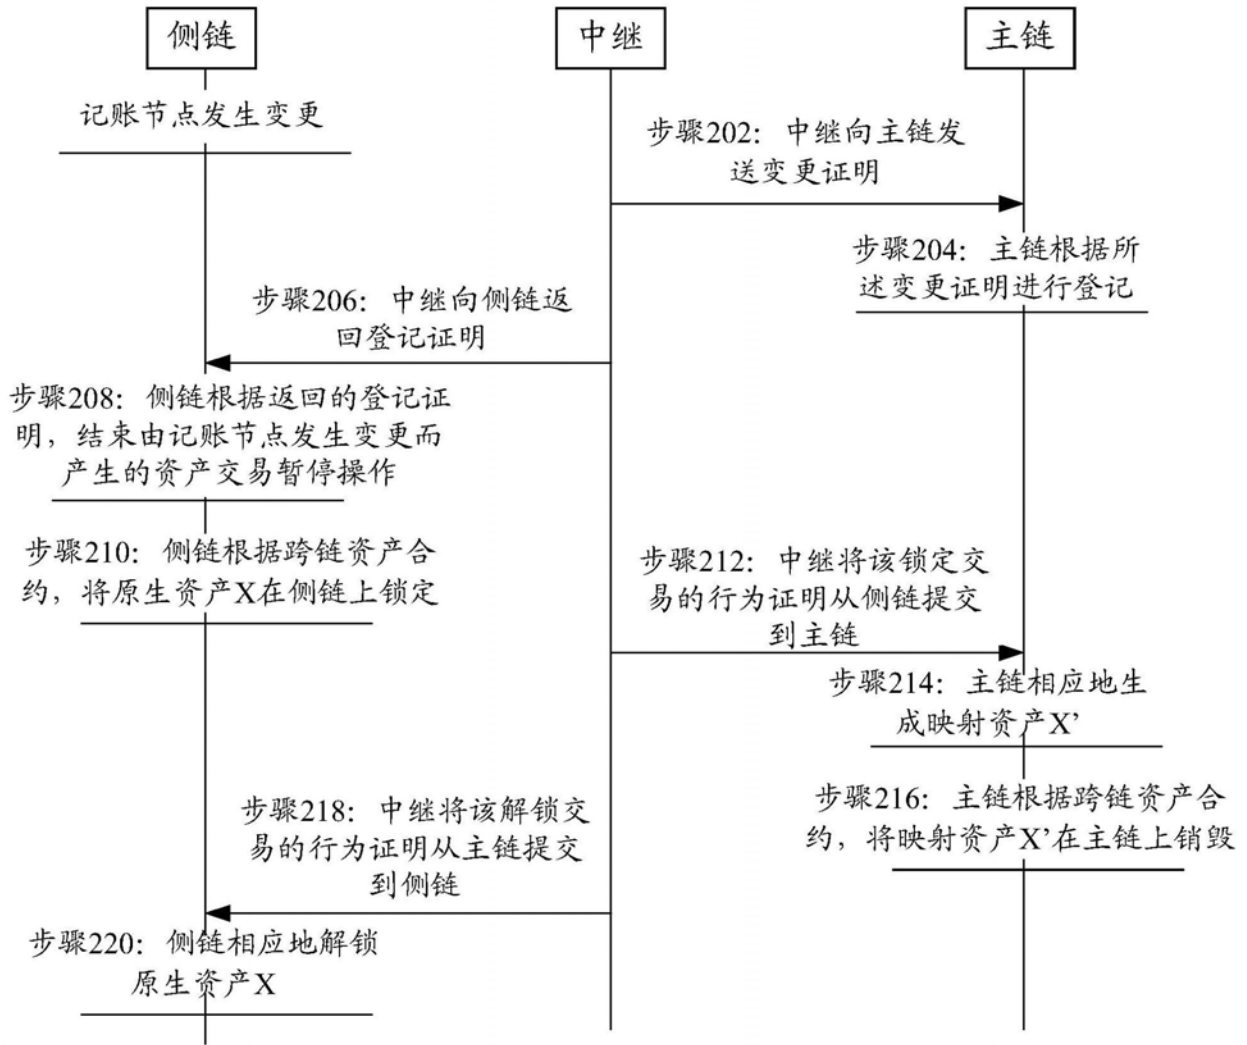 侧链
中继
主链
记账节点发生变更
步骤202：中继向主链发
送变更证明
步骤204：主链根据所
述变更证明进行登记
步骤206：中继向侧链返
回登记证明
步骤208：侧链根据返回的登记证
明，结束由记账节点发生变更而
产生的资产交易暂停操作
步骤210：侧链根据跨链资产合
约，将原生资产X在侧链上锁定
步骤212：中继将该锁定交
易的行为证明从侧链提交
到主链
步骤214：主链相应地生
成映射资产X’
步骤216：主链根据跨链资产合
约，将映射资产X’在主链上销毁
步骤218：中继将该解锁交
易的行为证明从主链提交
到侧链
步骤220：侧链相应地解锁
原生资产X